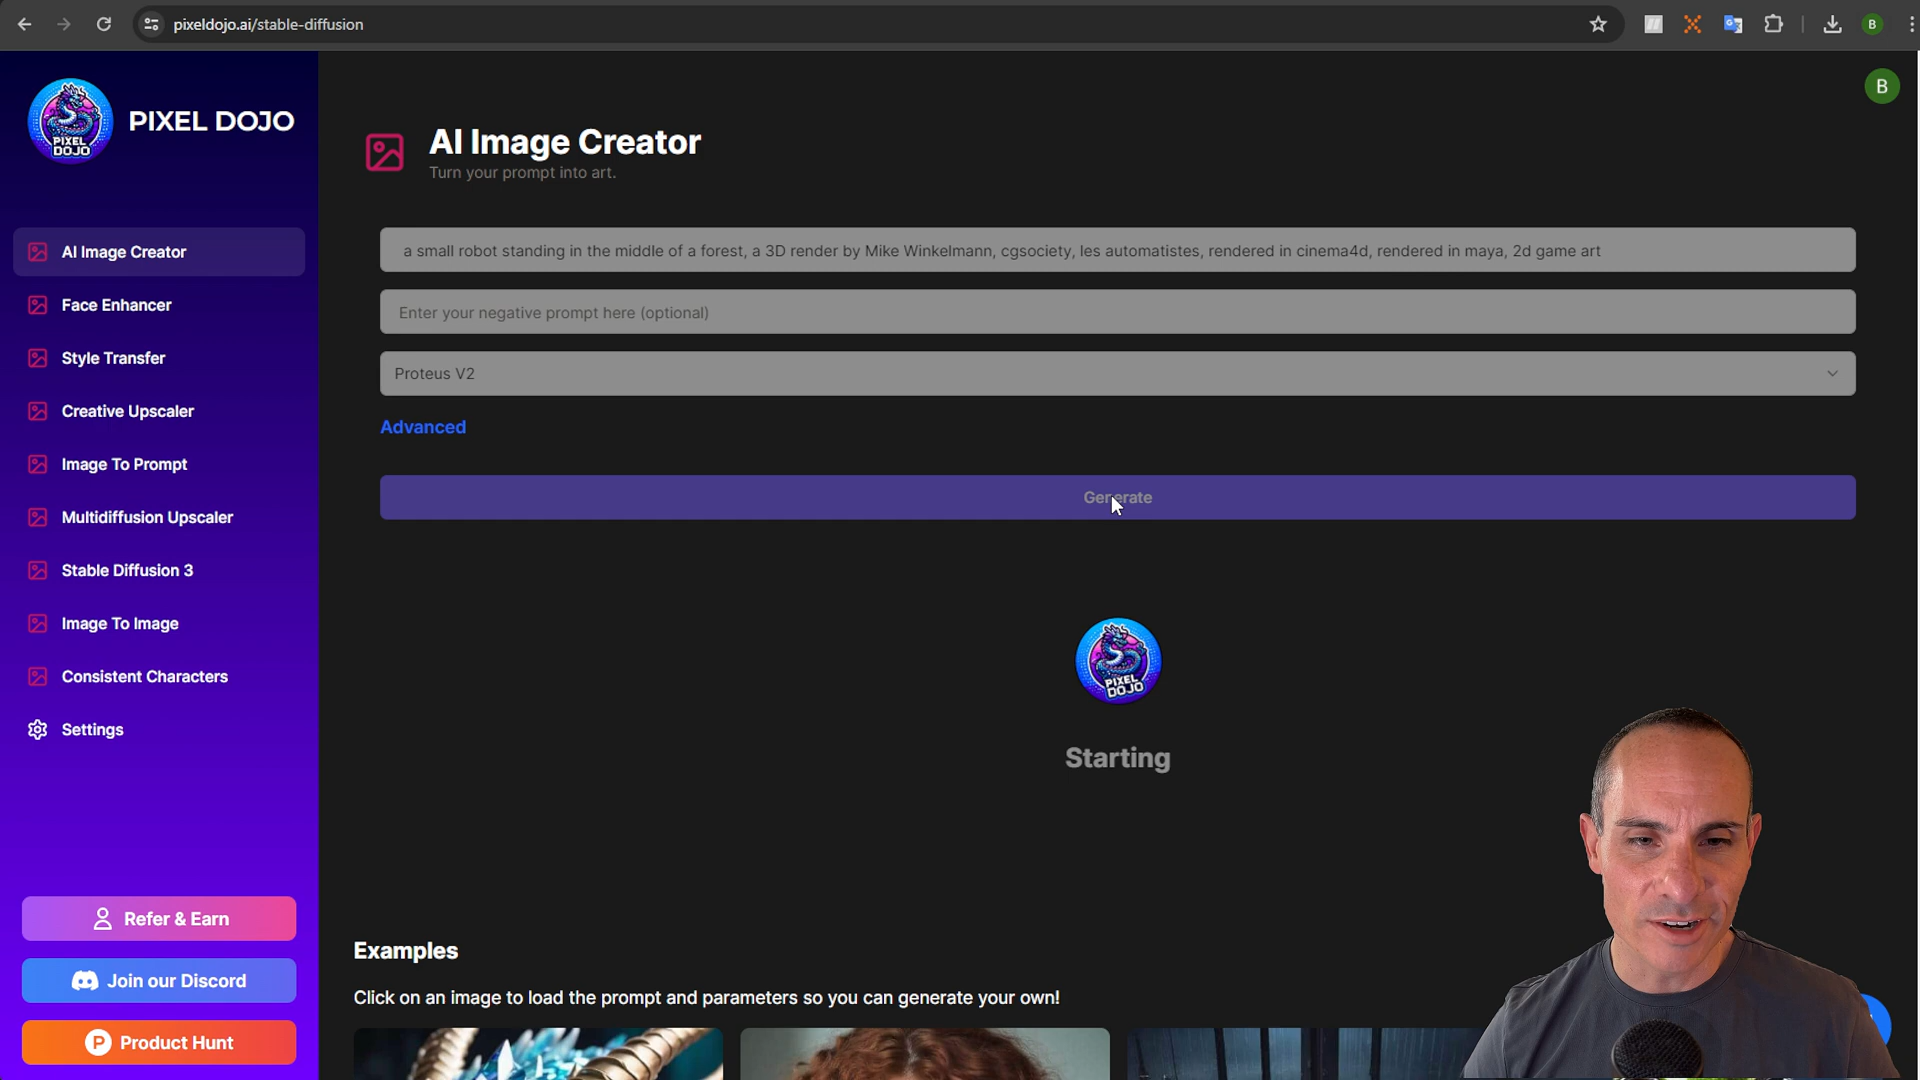 pixeldojo.ai/stable-diffusion
B
PIXEL DOJO
PIXEL DOJO
B
AI Image Creator
Turn your prompt into art.
AI Image Creator
Face Enhancer
Style Transfer
Creative Upscaler
Image To Prompt
Multidiffusion Upscaler
Stable Diffusion 3
Image To Image
Consistent Characters
Settings
Refer & Earn
Join our Discord
P Product Hunt
a small robot standing in the middle of a forest, a 3D render by Mike Winkelmann, cgsociety, les automatistes, rendered in cinema4d, rendered in maya, 2d game art
Enter your negative prompt here (optional)
Proteus V2
Advanced
Generate
PIXEL DOJO
Starting
Examples
Click on an image to load the prompt and parameters so you can generate your own!